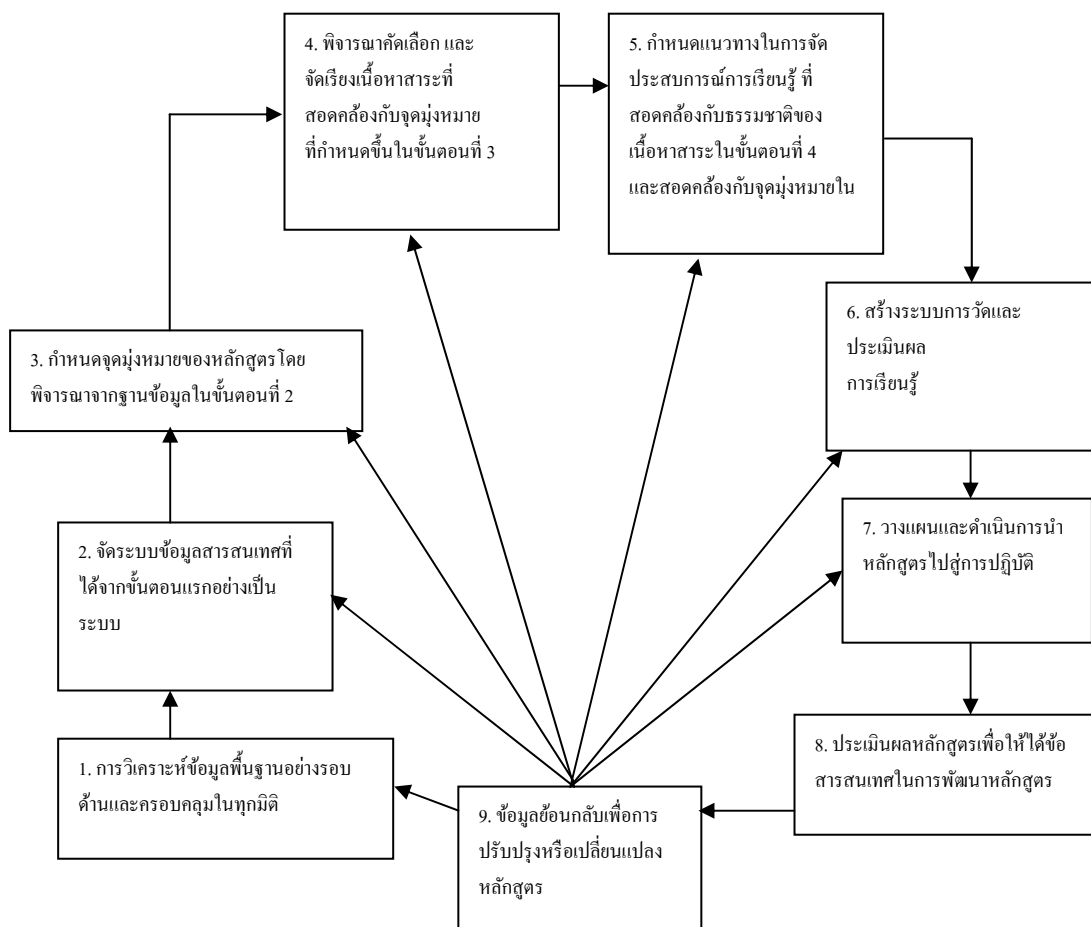 4. พิจารณาคัดเลือก และ
จัดเรียงเนื้อหาสาระที่
สอดคล้องกับจุดมุ่งหมาย
ที่กำหนดขึ้นในขั้นตอนที่ 3
5. กำหนดแนวทางในการจัด
ประสบการณ์การเรียนรู้ ที่
สอดคล้องกับธรรมชาติของ
เนื้อหาสาระในขั้นตอนที่ 4
และสอดคล้องกับจุดมุ่งหมายใน
6. สร้างระบบการวัดและ
ประเมินผล
การเรียนรู้
3. กำหนดจุดมุ่งหมายของหลักสูตรโดย
พิจารณาจากฐานข้อมูลในขั้นตอนที่ 2
7. วางแผนและดำเนินการนำ
หลักสูตรไปสู่การปฏิบัติ
2. จัดระบบข้อมูลสารสนเทศที่
ได้จากขั้นตอนแรกอย่างเป็น
ระบบ
8. ประเมินผลหลักสูตรเพื่อให้ได้ข้อ
สารสนเทศในการพัฒนาหลักสูตร
1. การวิเคราะห์ข้อมูลพื้นฐานอย่างรอบ
ด้านและครอบคลุมในทุกมิติ
9. ข้อมูลย้อนกลับเพื่อการ
ปรับปรุงหรือเปลี่ยนแปลง
หลักสูตร